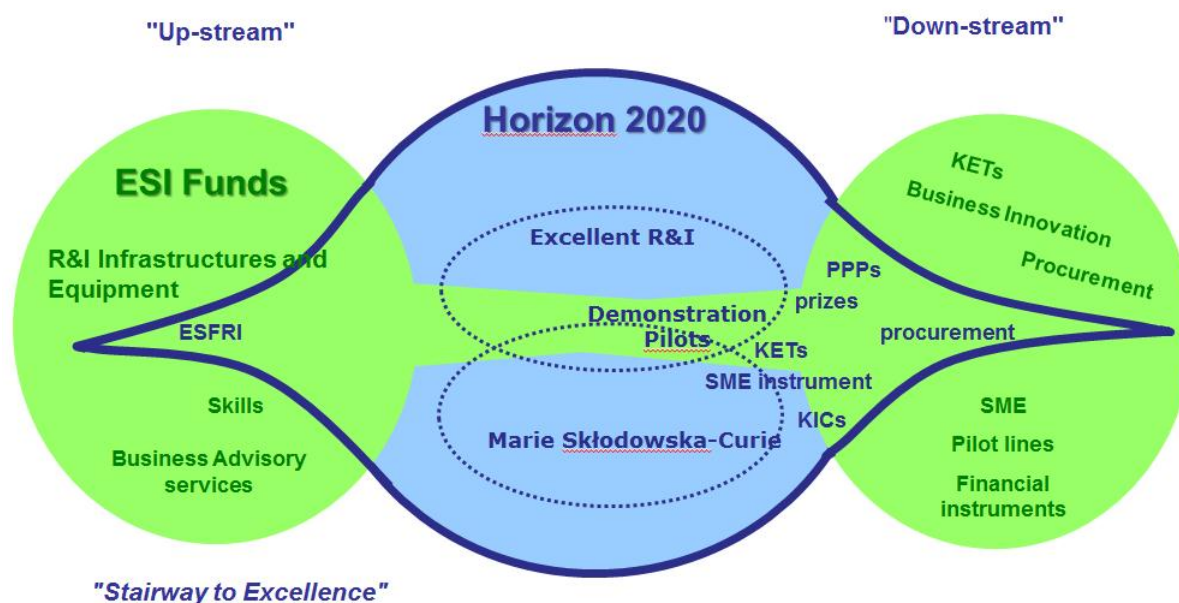 "Up-stream"
"Down-stream"
Horizon 2020
ESI Funds
KETs
Business Innovation
Procurement
Excellent R&I
R&I Infrastructures and
Equipment
PPPs
prizes
Demonstration
Pilots
ESFRI
procurement
KETs
SME instrument
Skills
KICs
SME
Marie Skłodowska-Curie
Pilot lines
Business Advisory
services
Financial
instruments
"Stairway to Excellence"